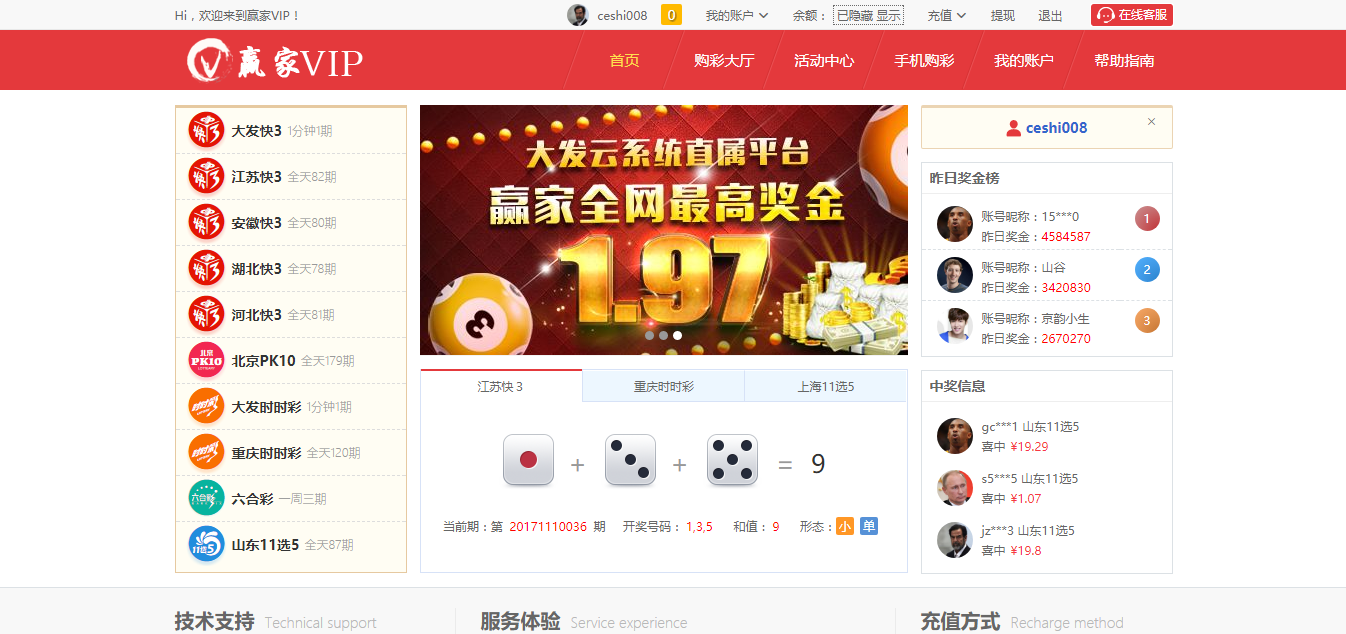 Hi，欢迎来到赢家VIP！
ceshi008 0 我的账户 余额： 已隐藏 显示 充值 提现 退出 在线客服
赢家VIP 首页 购彩大厅 活动中心 手机购彩 我的账户 帮助指南
大发快3 1分钟1期
江苏快3 全天82期
安徽快3 全天80期
湖北快3 全天78期
河北快3 全天81期
北京PK10 全天179期
大发时时彩 1分钟1期
重庆时时彩 全天120期
六合彩 一周三期
山东11选5 全天87期
快3
快3
快3
快3
快3
北京
PK10
时时彩
时时彩
六合彩
11选5
大发云系统直属平台
赢家全网最高奖金
1.97
3
江苏快 3 重庆时时彩 上海11选5
+ + = 9
当前期：第 20171110036 期 开奖号码： 1,3,5 和值： 9 形态： 小 单
ceshi008 ×
昨日奖金榜
账号昵称：15***0
昨日奖金：4584587
1
账号昵称：山谷
昨日奖金：3420830
2
账号昵称：京韵小生
昨日奖金：2670270
3
中奖信息
gc***1 山东11选5
喜中 ¥19.29
s5***5 山东11选5
喜中 ¥1.07
jz***3 山东11选5
喜中 ¥19.8
技术支持 Technical support
服务体验 Service experience
充值方式 Recharge method